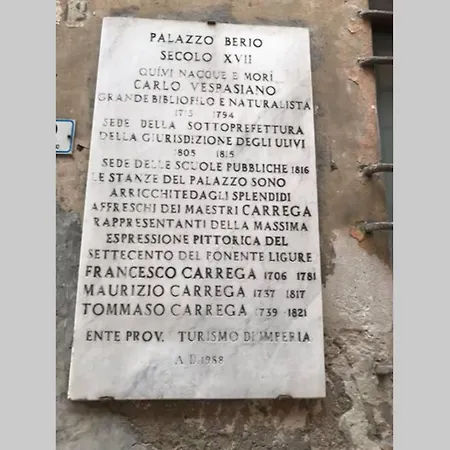 PALAZZO BERIO
SECOLO XVII
QUIVI NACQUE E MORÌ
CARLO VESPASIANO
GRANDE BIBLIOFILO E NATURALISTA
1713 1794
SEDE DELLA SOTTOPREFETTURA
DELLA GIURISDIZIONE DEGLI ULIVI
1805 1815
SEDE DELLE SCUOLE PUBBLICHE 1816
LE STANZE DEL PALAZZO SONO
ARRICCHITE DAGLI SPLENDIDI
AFFRESCHI DEI MAESTRI CARREGA
RAPPRESENTANTI DELLA MASSIMA
ESPRESSIONE PITTORICA DEL
SETTECENTO DEL PONENTE LIGURE
FRANCESCO CARREGA 1706 1781
MAURIZIO CARREGA 1737 1817
TOMMASO CARREGA 1739 1821
ENTE PROV. TURISMO DI IMPERIA
A D 1988